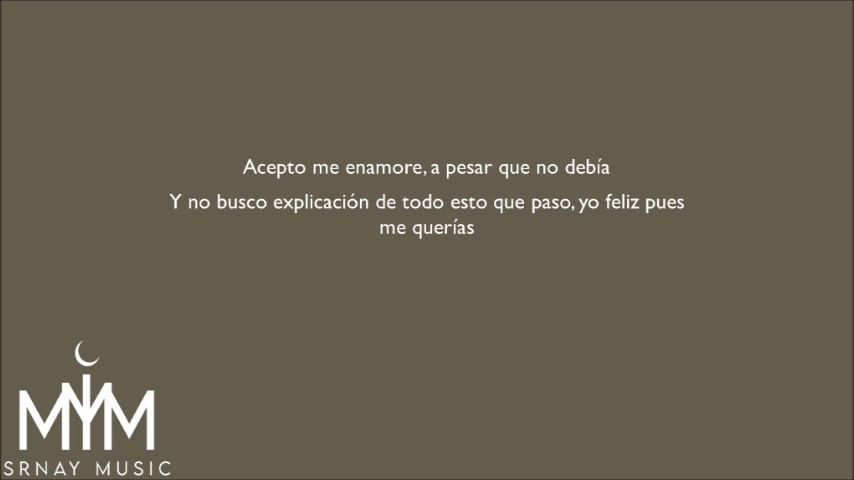 Acepto me enamore, a pesar que no debía
Y no busco explicación de todo esto que paso, yo feliz pues
me querías
MYM
SRNAY MUSIC